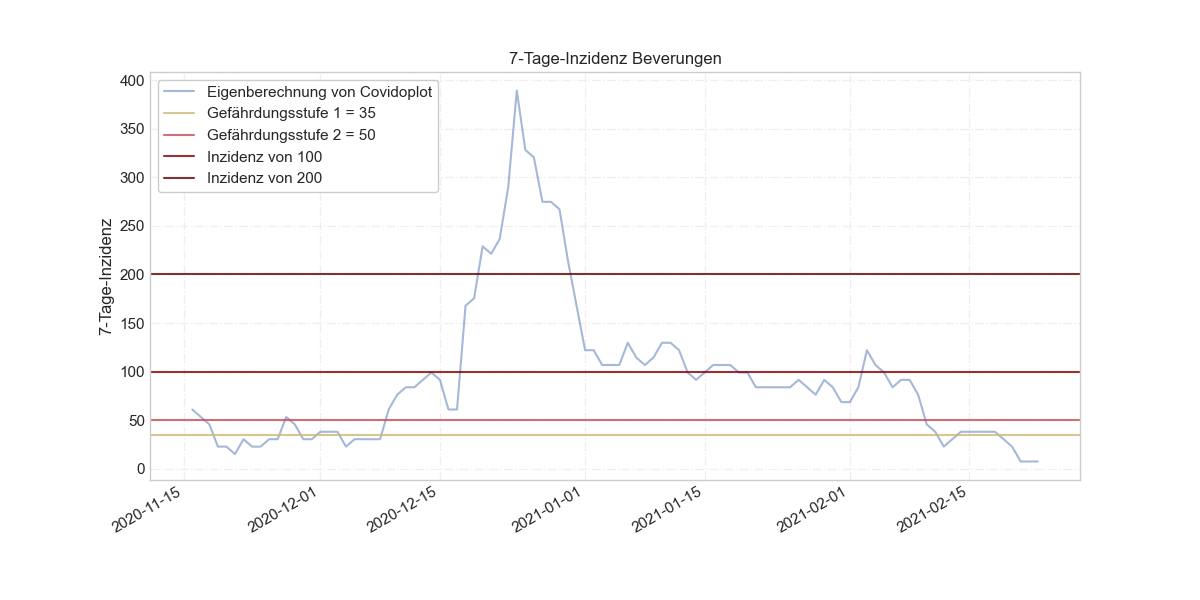 7-Tage-Inzidenz Beverungen
Eigenberechnung von Covidoplot
Gefährdungsstufe 1 = 35
Gefährdungsstufe 2 = 50
Inzidenz von 100
Inzidenz von 200
7-Tage-Inzidenz
400
350
300
250
200
150
100
50
0
2020-11-15
2020-12-01
2020-12-15
2021-01-01
2021-01-15
2021-02-01
2021-02-15